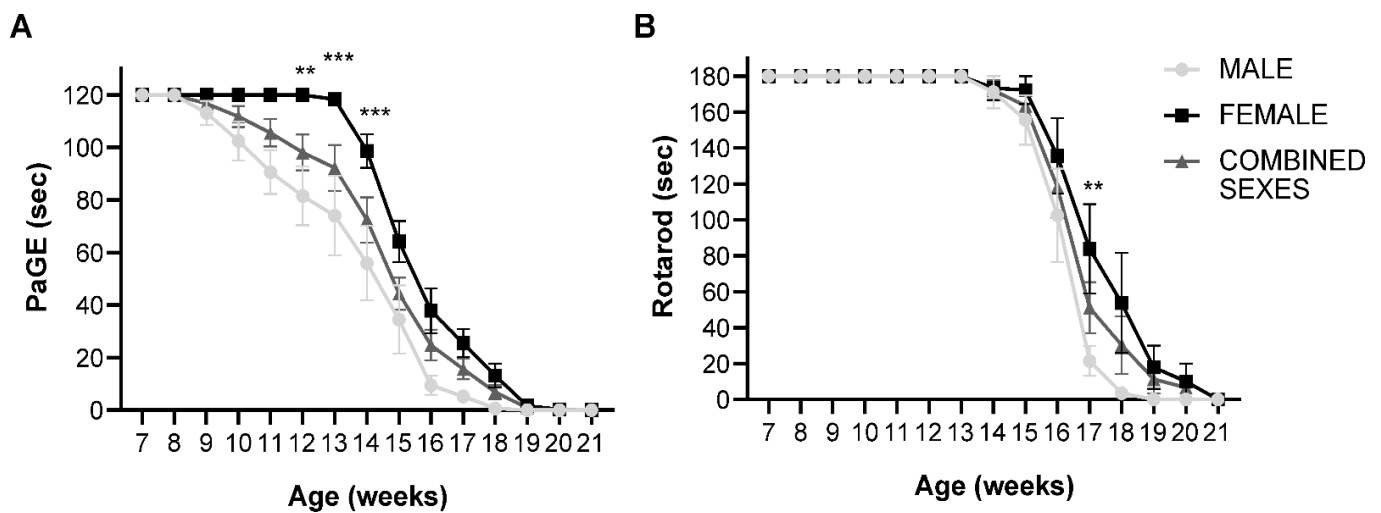 A
B
PaGE (sec)
120
100
80
60
40
20
0
**
***
***
7 8 9 10 11 12 13 14 15 16 17 18 19 20 21
Age (weeks)
Rotarod (sec)
180
160
140
120
100
80
60
40
20
0
**
7 8 9 10 11 12 13 14 15 16 17 18 19 20 21
Age (weeks)
MALE
FEMALE
COMBINED
SEXES